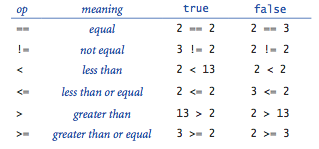 op meaning true false
== equal 2 == 2 2 == 3
!= not equal 3 != 2 2 != 2
< less than 2 < 13 2 < 2
<= less than or equal 2 <= 2 3 <= 2
> greater than 13 > 2 2 > 13
>= greater than or equal 3 >= 2 2 >= 3